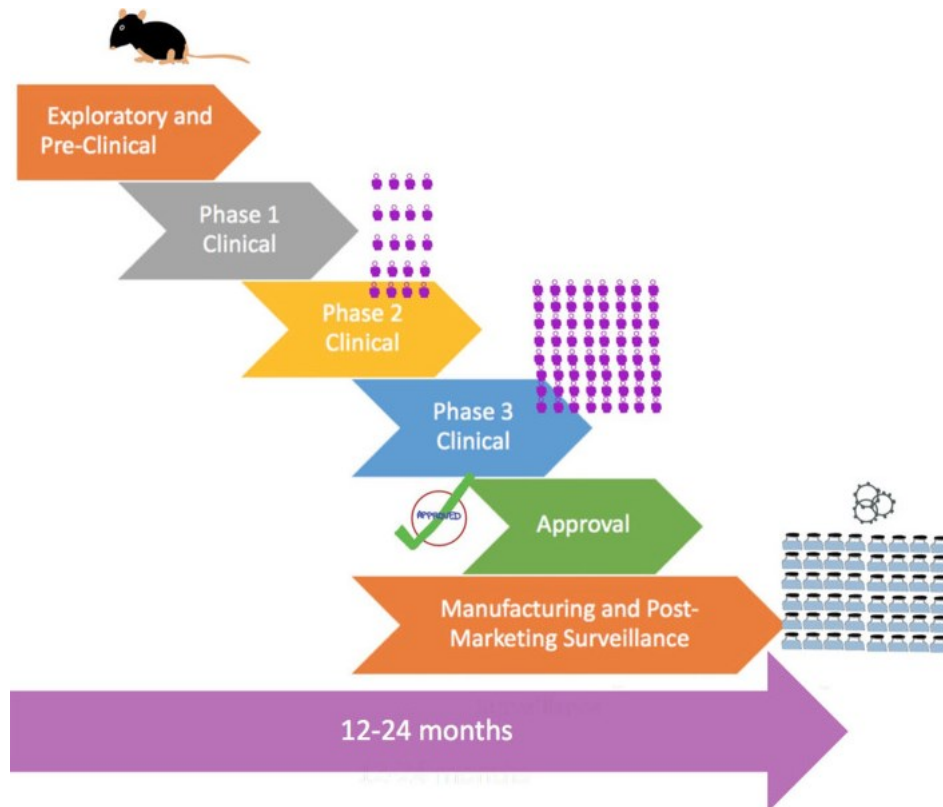 Exploratory and
Pre-Clinical
Phase 1
Clinical
Phase 2
Clinical
Phase 3
Clinical
APPROVED
Approval
Manufacturing and Post-
Marketing Surveillance
12-24 months